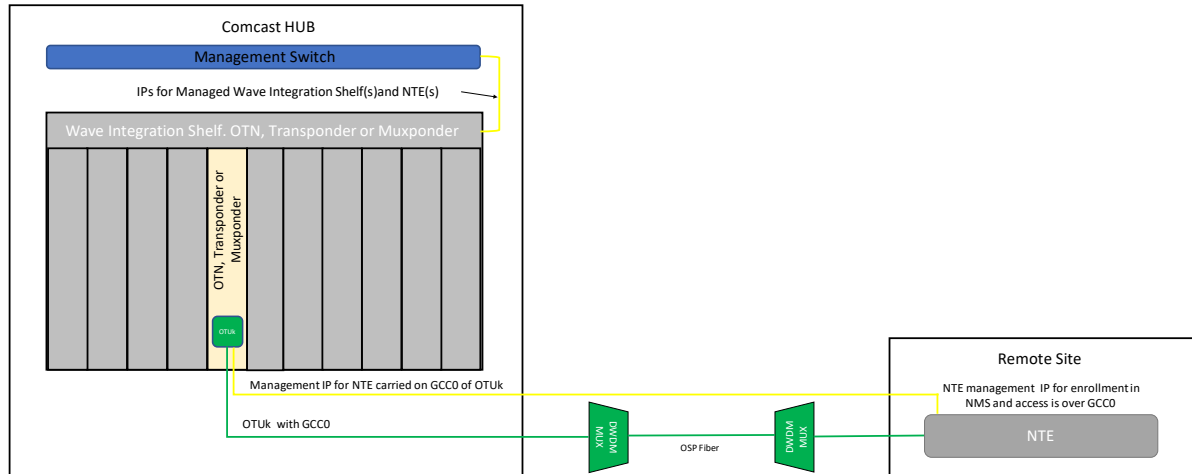 Comcast HUB
Management Switch
IPs for Managed Wave Integration Shelf(s)and NTE(s)
Wave Integration Shelf. OTN, Transponder or Muxponder
OTN, Transponder or
Muxponder
OTUk
Management IP for NTE carried on GCC0 of OTUk
OTUk with GCC0
DWDM
MUX
OSP Fiber
DWDM
MUX
Remote Site
NTE management IP for enrollment in
NMS and access is over GCC0
NTE